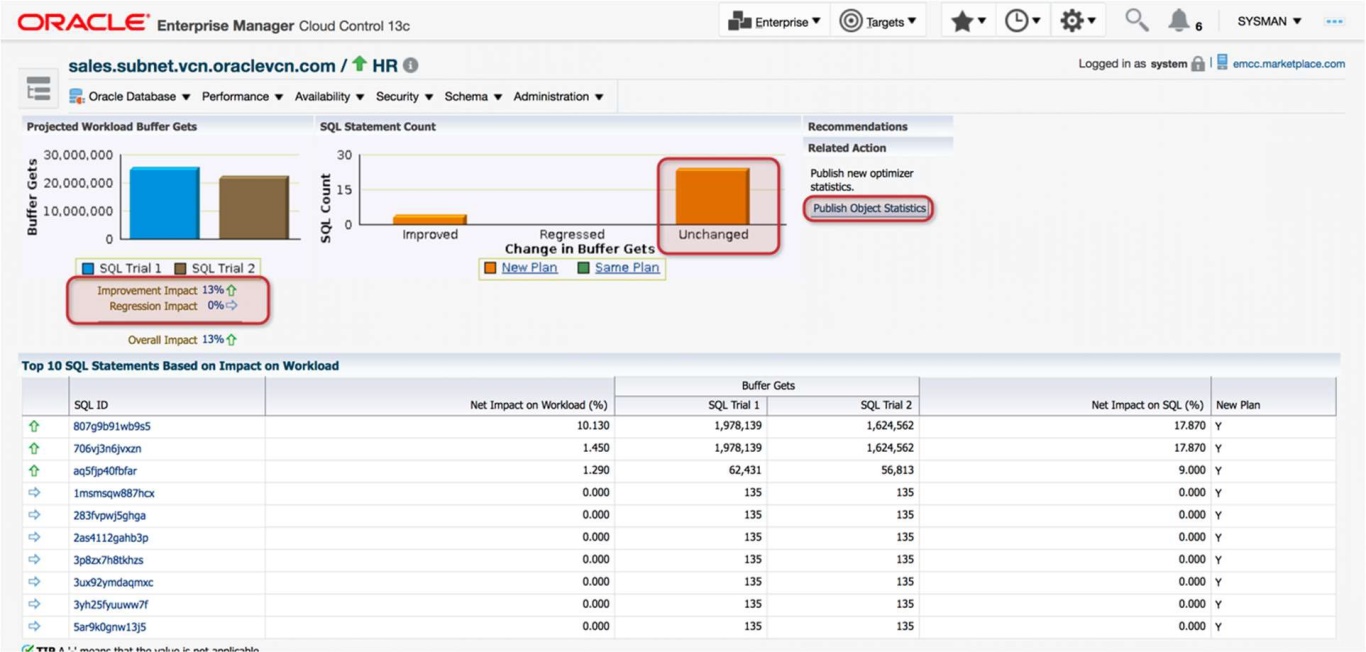 ORACLE® Enterprise Manager Cloud Control 13c
Enterprise ▼ Targets ▼ 6 SYSMAN ▼ ...
sales.subnet.vcn.oraclevcn.com / HR
Logged in as system | emcc.marketplace.com
Oracle Database ▼ Performance ▼ Availability ▼ Security ▼ Schema ▼ Administration ▼
Projected Workload Buffer Gets
30,000,000
20,000,000
10,000,000
0
Buffer Gets
SQL Trial 1 SQL Trial 2
Improvement Impact 13%
Regression Impact 0%
Overall Impact 13%
SQL Statement Count
30
15
0
SQL Count
Improved Regressed Unchanged
Change in Buffer Gets
New Plan Same Plan
Recommendations
Related Action
Publish new optimizer
statistics.
Publish Object Statistics
Top 10 SQL Statements Based on Impact on Workload
Buffer Gets
SQL ID Net Impact on Workload (%) SQL Trial 1 SQL Trial 2 Net Impact on SQL (%) New Plan
807g9b91wb9s5 10.130 1,978,139 1,624,562 17.870 Y
706vj3n6jvxzn 1.450 1,978,139 1,624,562 17.870 Y
aq5fjp40fbfar 1.290 62,431 56,813 9.000 Y
1msmsqw887hcx 0.000 135 135 0.000 Y
283fvpwj5ghga 0.000 135 135 0.000 Y
2as4112gahb3p 0.000 135 135 0.000 Y
3p8zx7h8tkhzs 0.000 135 135 0.000 Y
3ux92ymdaqmxc 0.000 135 135 0.000 Y
3yh25fyuuww7f 0.000 135 135 0.000 Y
5ar9k0gnw13j5 0.000 135 135 0.000 Y
TIP A '-' means that the value is not applicable.